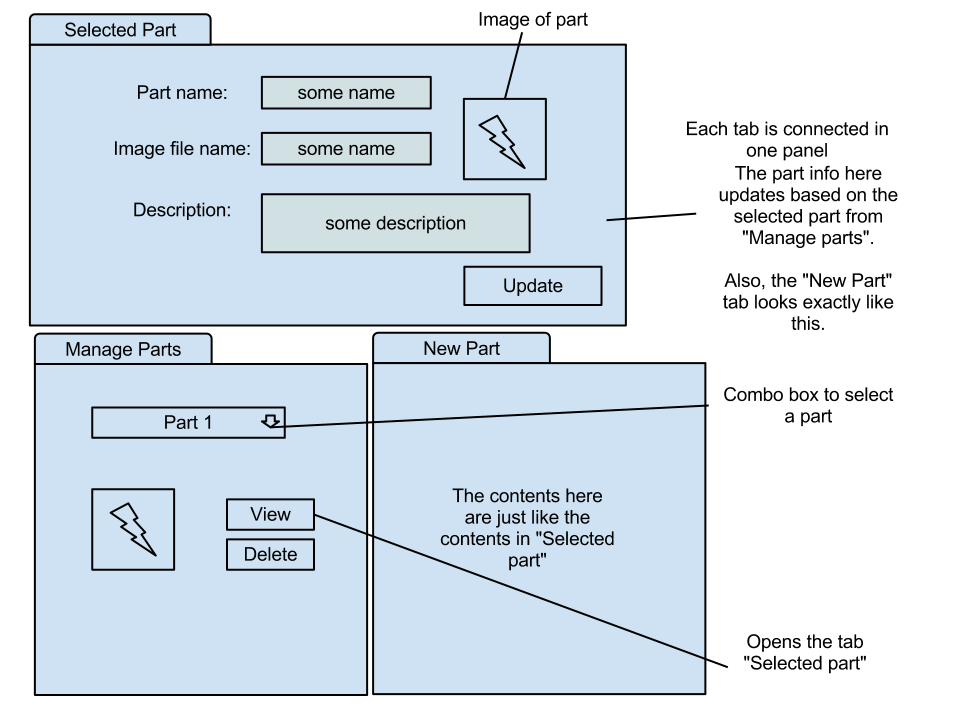 Image of part
Selected Part
Part name:
some name
Image file name:
some name
Description:
some description
Update
Each tab is connected in
one panel
The part info here
updates based on the
selected part from
"Manage parts".
Also, the "New Part"
tab looks exactly like
this.
Manage Parts
Part 1
View
Delete
New Part
The contents here
are just like the
contents in "Selected
part"
Combo box to select
a part
Opens the tab
"Selected part"